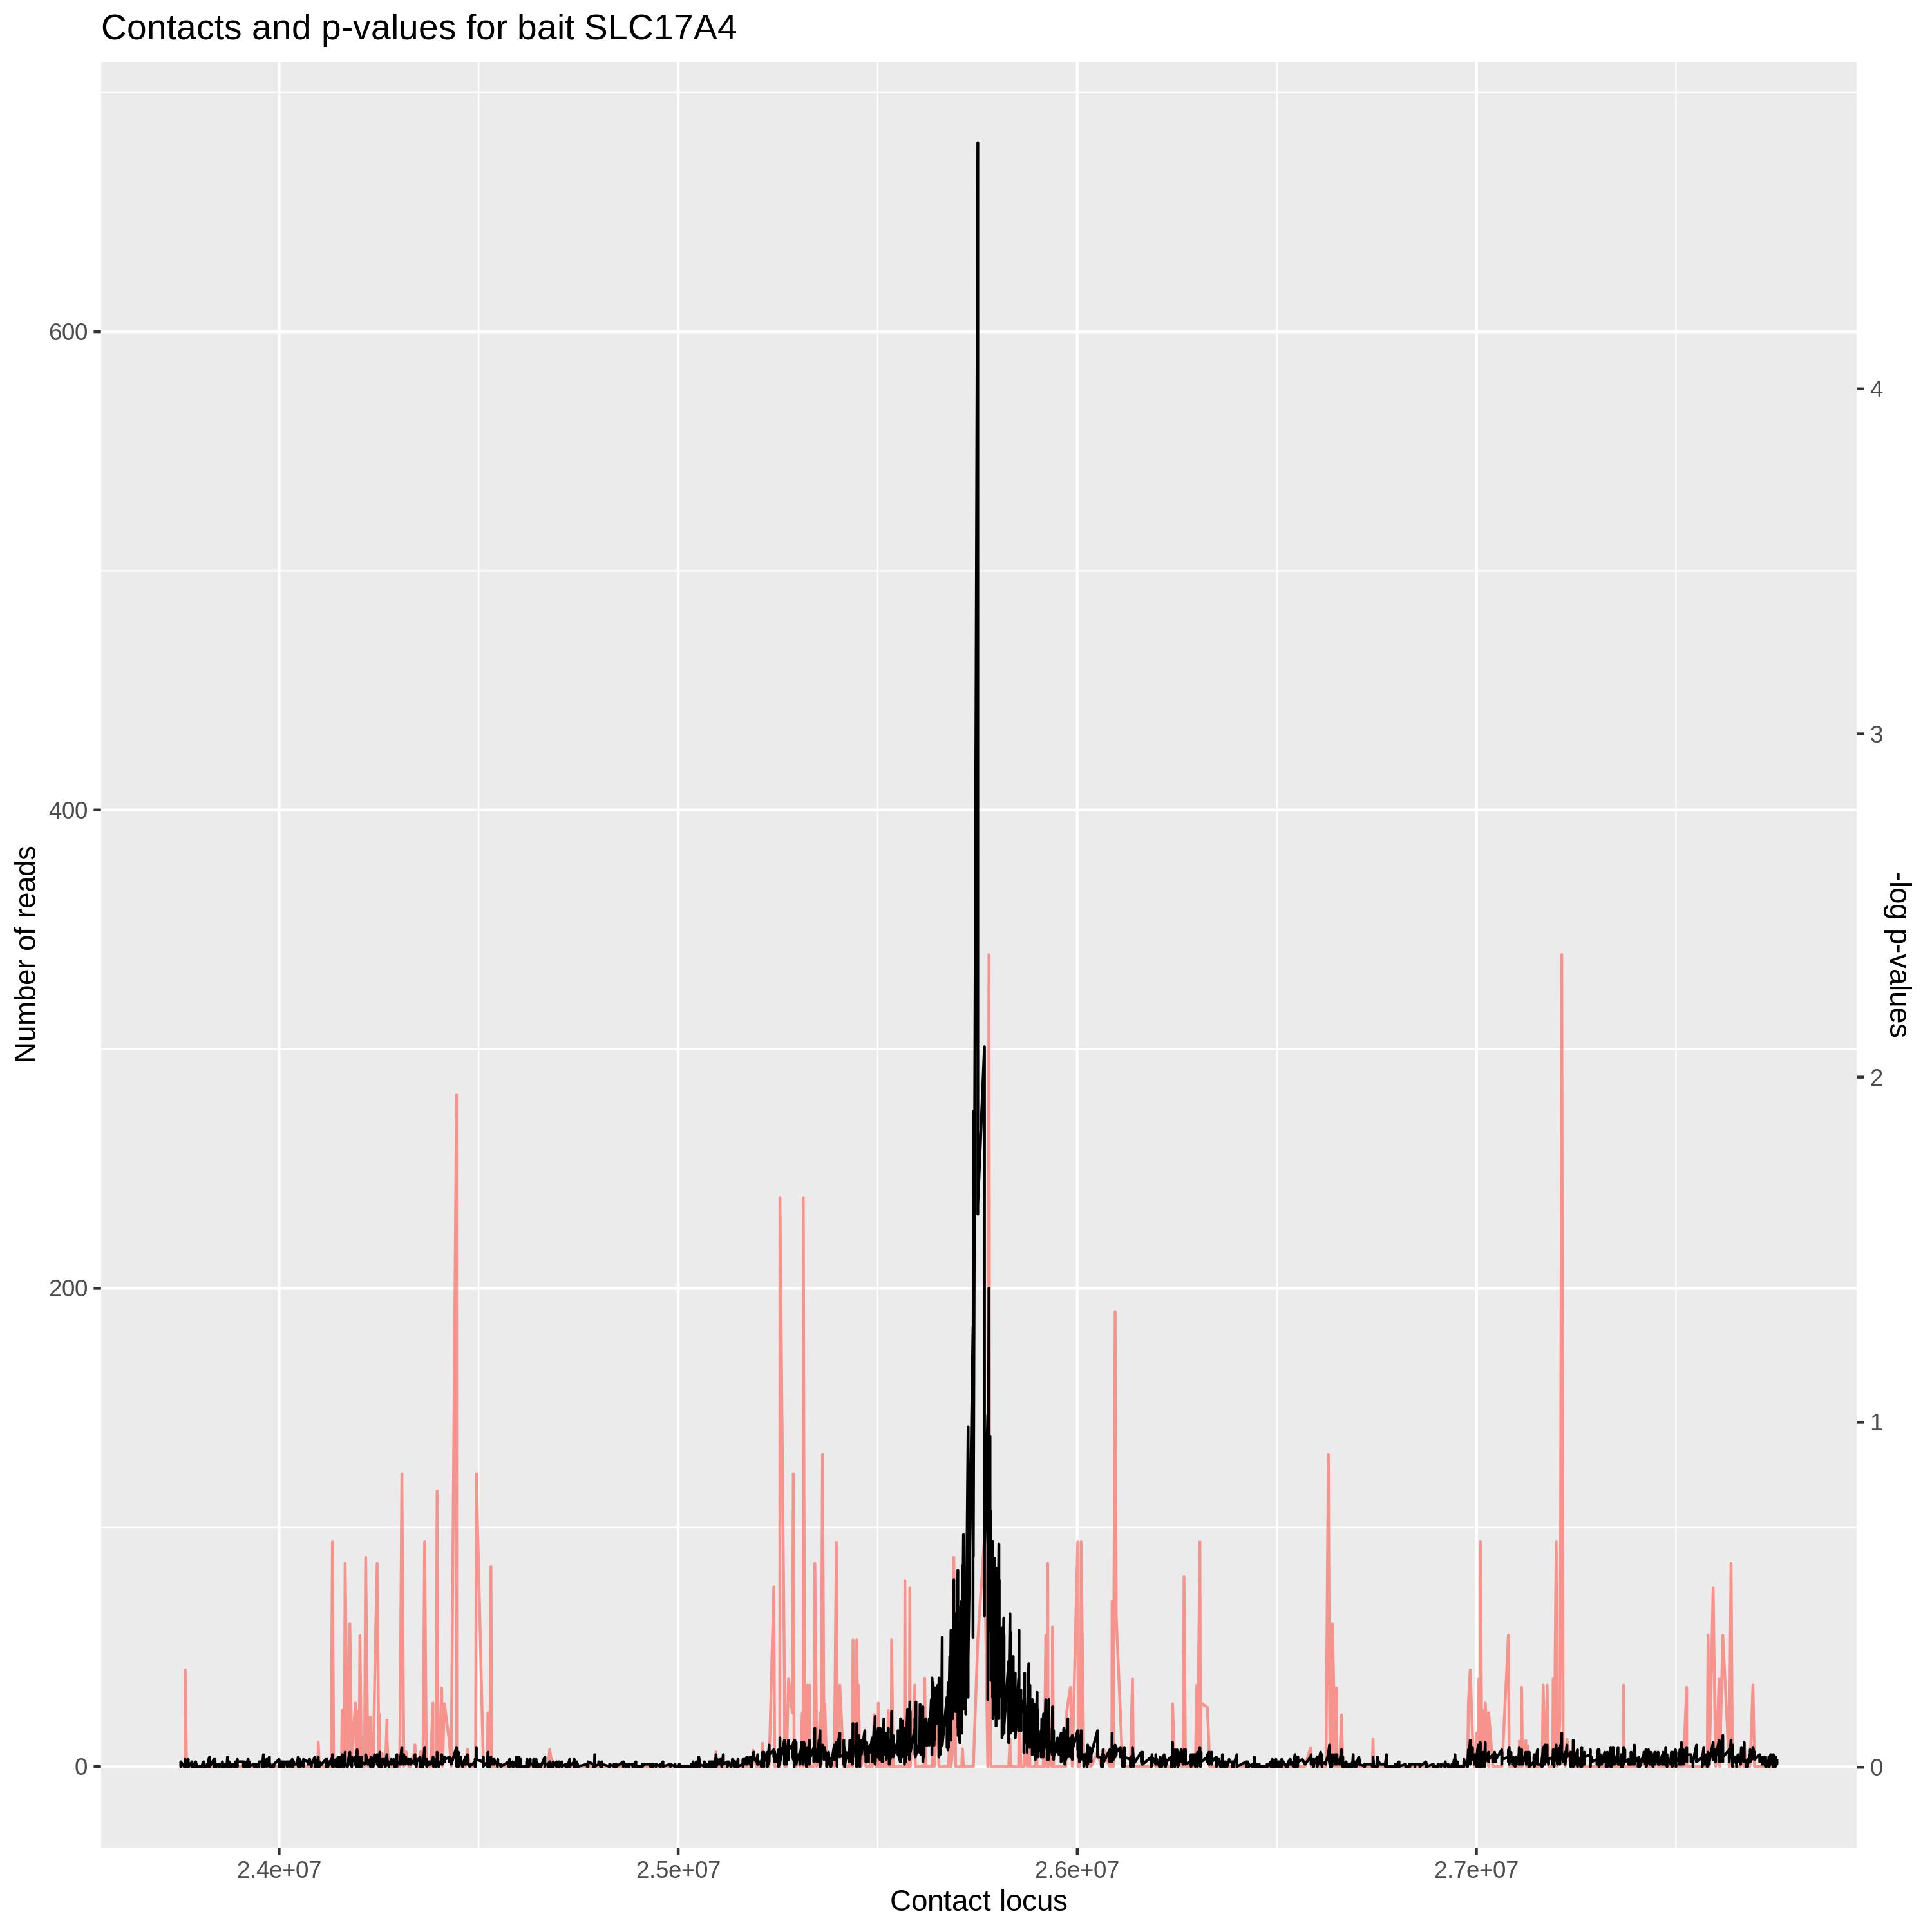 Contacts and p-values for bait SLC17A4
Number of reads
600
400
200
0
4
3
2
1
0
-log p-values
2.4e+07 2.5e+07 2.6e+07 2.7e+07
Contact locus